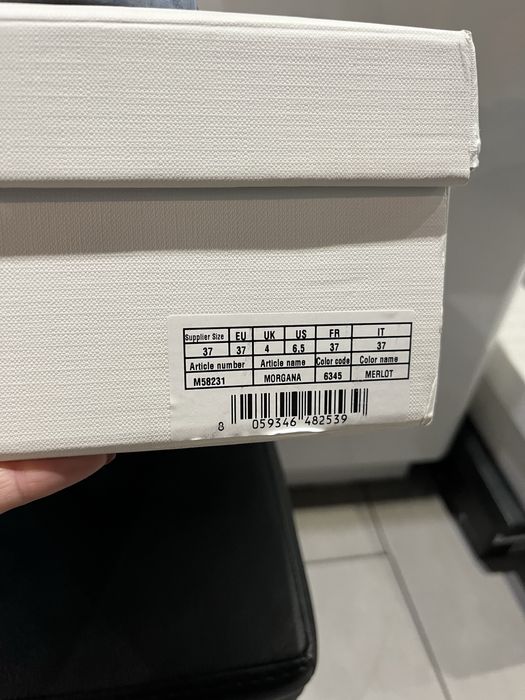 Supplier Size EU UK US FR IT
37 37 4 6,5 37 37
Article number Article name Color code Color name
M58231 MORGANA 6345 MERLOT
8 059346 482539